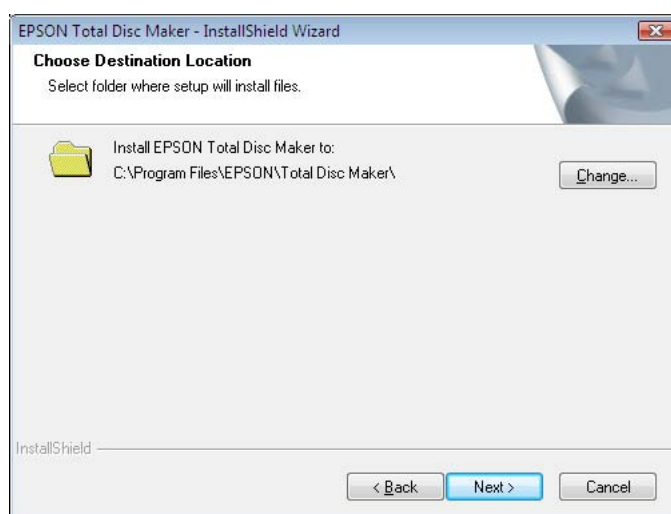 EPSON Total Disc Maker - InstallShield Wizard
Choose Destination Location
Select folder where setup will install files.
Install EPSON Total Disc Maker to:
C:\Program Files\EPSON\Total Disc Maker\
Change...
InstallShield
< Back Next > Cancel